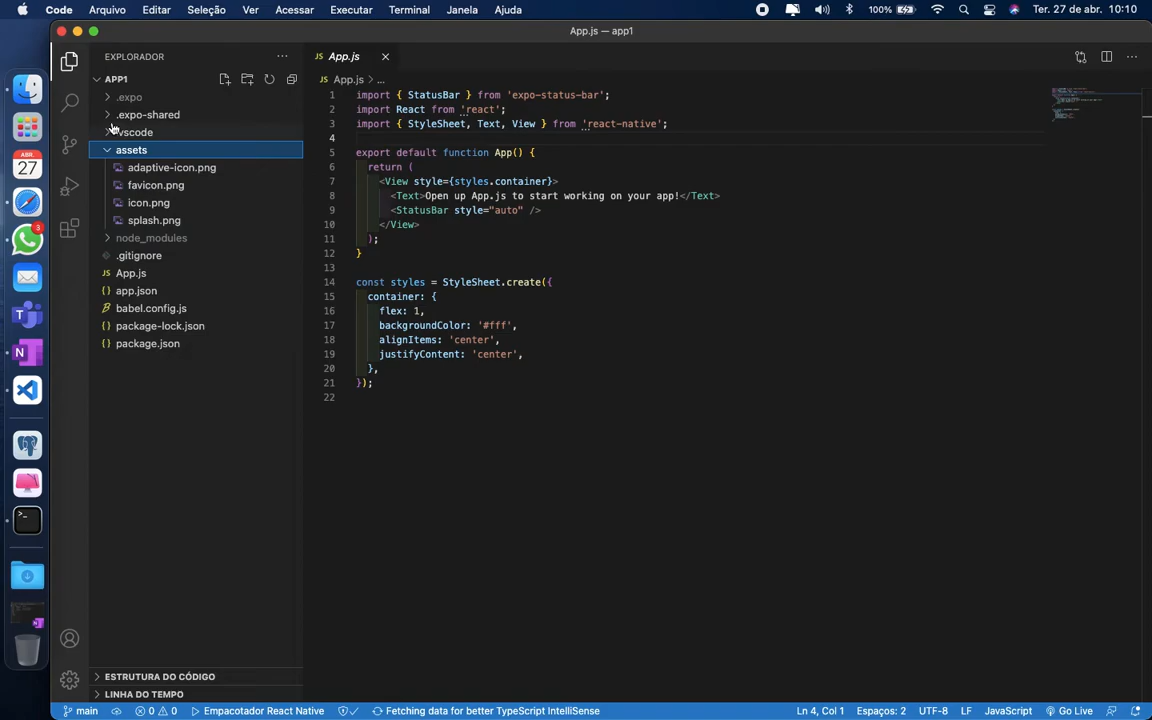 Code Arquivo Editar Seleção Ver Acessar Executar Terminal Janela Ajuda 100% Ter. 27 de abr. 10:10
App.js — app1
EXPLORADOR ...
JS App.js
APP1
JS App.js > ...
.expo
.expo-shared
vscode
assets
adaptive-icon.png
favicon.png
icon.png
splash.png
node_modules
.gitignore
JS App.js
{} app.json
babel.config.js
{} package-lock.json
{} package.json
1 import { StatusBar } from 'expo-status-bar';
2 import React from 'react';
3 import { StyleSheet, Text, View } from 'react-native';
4
5 export default function App() {
6 return (
7 <View style={styles.container}>
8 <Text>Open up App.js to start working on your app!</Text>
9 <StatusBar style="auto" />
10 </View>
11 );
12 }
13
14 const styles = StyleSheet.create({
15 container: {
16 flex: 1,
17 backgroundColor: '#fff',
18 alignItems: 'center',
19 justifyContent: 'center',
20 },
21 });
22
ABR.
27
3
T
N
>_
N
ESTRUTURA DO CÓDIGO
LINHA DO TEMPO
main 0 0 Empacotador React Native Fetching data for better TypeScript IntelliSense Ln 4, Col 1 Espaços: 2 UTF-8 LF JavaScript Go Live